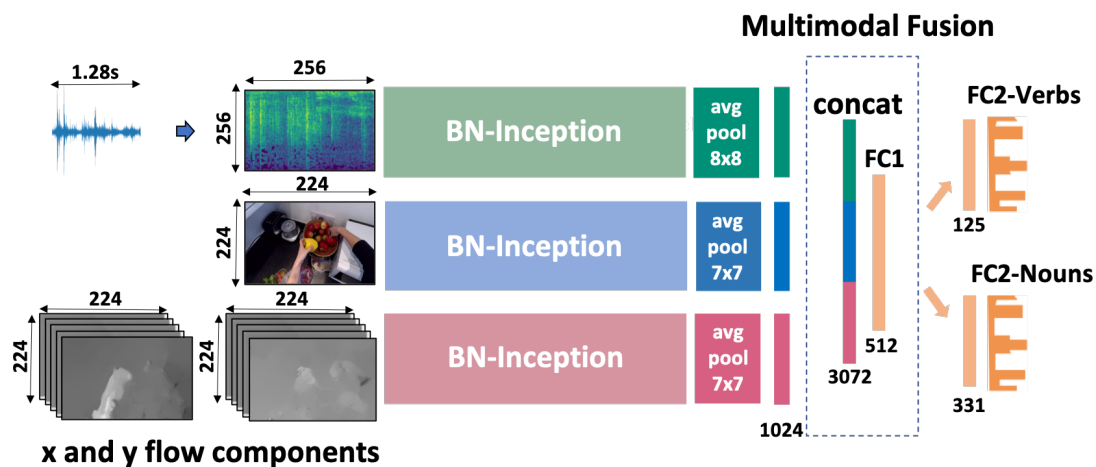 Multimodal Fusion
1.28s
256
256
BN-Inception
avg
pool
8x8
concat
FC1
FC2-Verbs
125
224
224
BN-Inception
avg
pool
7x7
224
224
224
224
BN-Inception
avg
pool
7x7
1024
3072
512
FC2-Nouns
331
x and y flow components